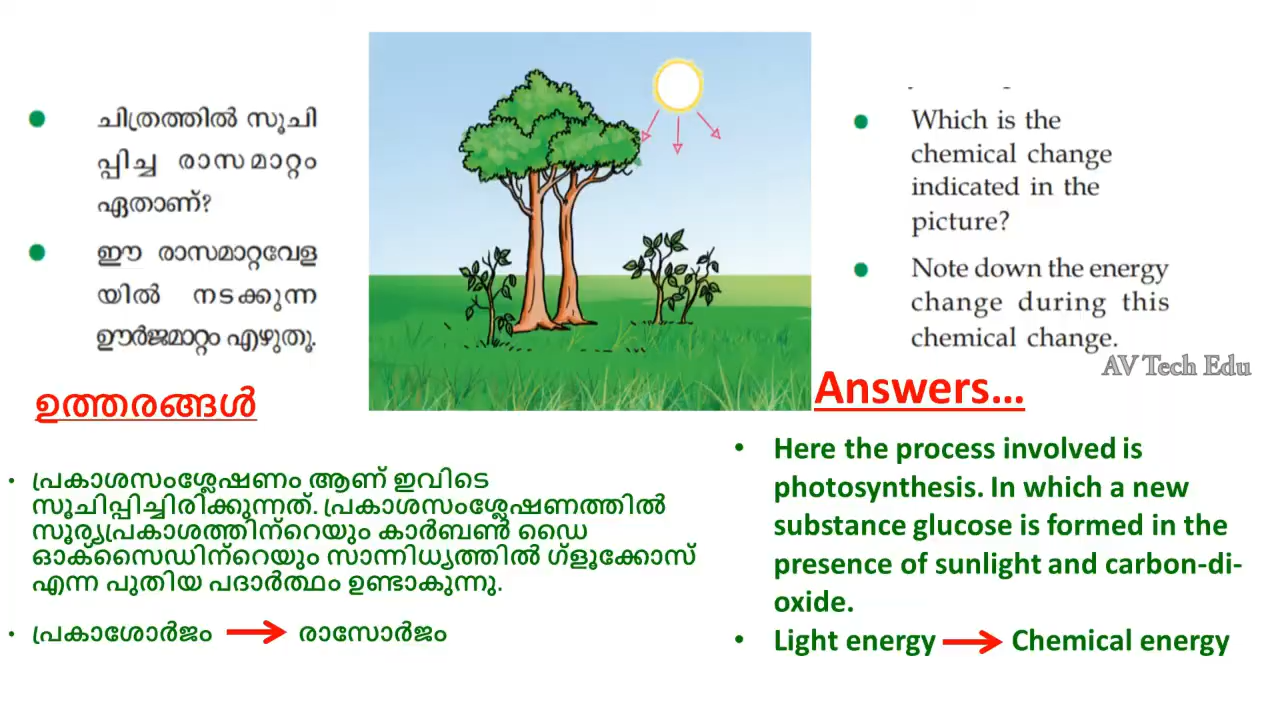 ചിത്രത്തിൽ സൂചി
പ്പിച്ച രാസമാറ്റം
ഏതാണ്?
ഈ രാസമാറ്റവേള
യിൽ നടക്കുന്ന
ഊർജമാറ്റം എഴുതൂ.
Which is the
chemical change
indicated in the
picture?
Note down the energy
change during this
chemical change.
AV Tech Edu
ഉത്തരങ്ങൾ
• പ്രകാശസംശ്ലേഷണം ആണ് ഇവിടെ
സൂചിപ്പിച്ചിരിക്കുന്നത്. പ്രകാശസംശ്ലേഷണത്തിൽ
സൂര്യപ്രകാശത്തിന്റെയും കാർബൺ ഡൈ
ഓക്സൈഡിന്റെയും സാന്നിധ്യത്തിൽ ഗ്ളൂക്കോസ്
എന്ന പുതിയ പദാർത്ഥം ഉണ്ടാകുന്നു.
• പ്രകാശോർജം → രാസോർജം
Answers...
• Here the process involved is
photosynthesis. In which a new
substance glucose is formed in the
presence of sunlight and carbon-di-
oxide.
• Light energy → Chemical energy